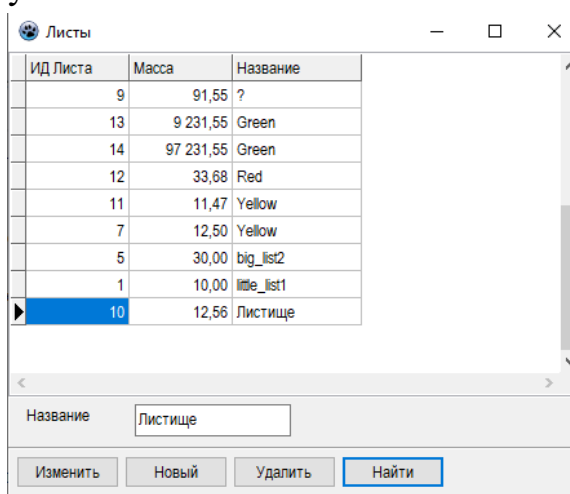 Листы
ИД Листа Масса Название
9 91,55 ?
13 9 231,55 Green
14 97 231,55 Green
12 33,68 Red
11 11,47 Yellow
7 12,50 Yellow
5 30,00 big_list2
1 10,00 little_list1
10 12,56 Листище
Название Листище
Изменить Новый Удалить Найти